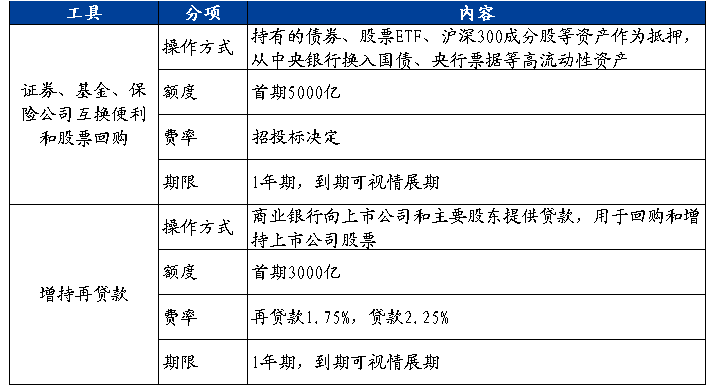 工具 分项 内容
证券、基金、保
险公司互换便利
和股票回购
操作方式
持有的债券、股票ETF、沪深300成分股等资产作为抵押，
从中央银行换入国债、央行票据等高流动性资产
额度 首期5000亿
费率 招投标决定
期限 1年期，到期可视情展期
增持再贷款
操作方式
商业银行向上市公司和主要股东提供贷款，用于回购和增
持上市公司股票
额度 首期3000亿
费率 再贷款1.75%，贷款2.25%
期限 1年期，到期可视情展期